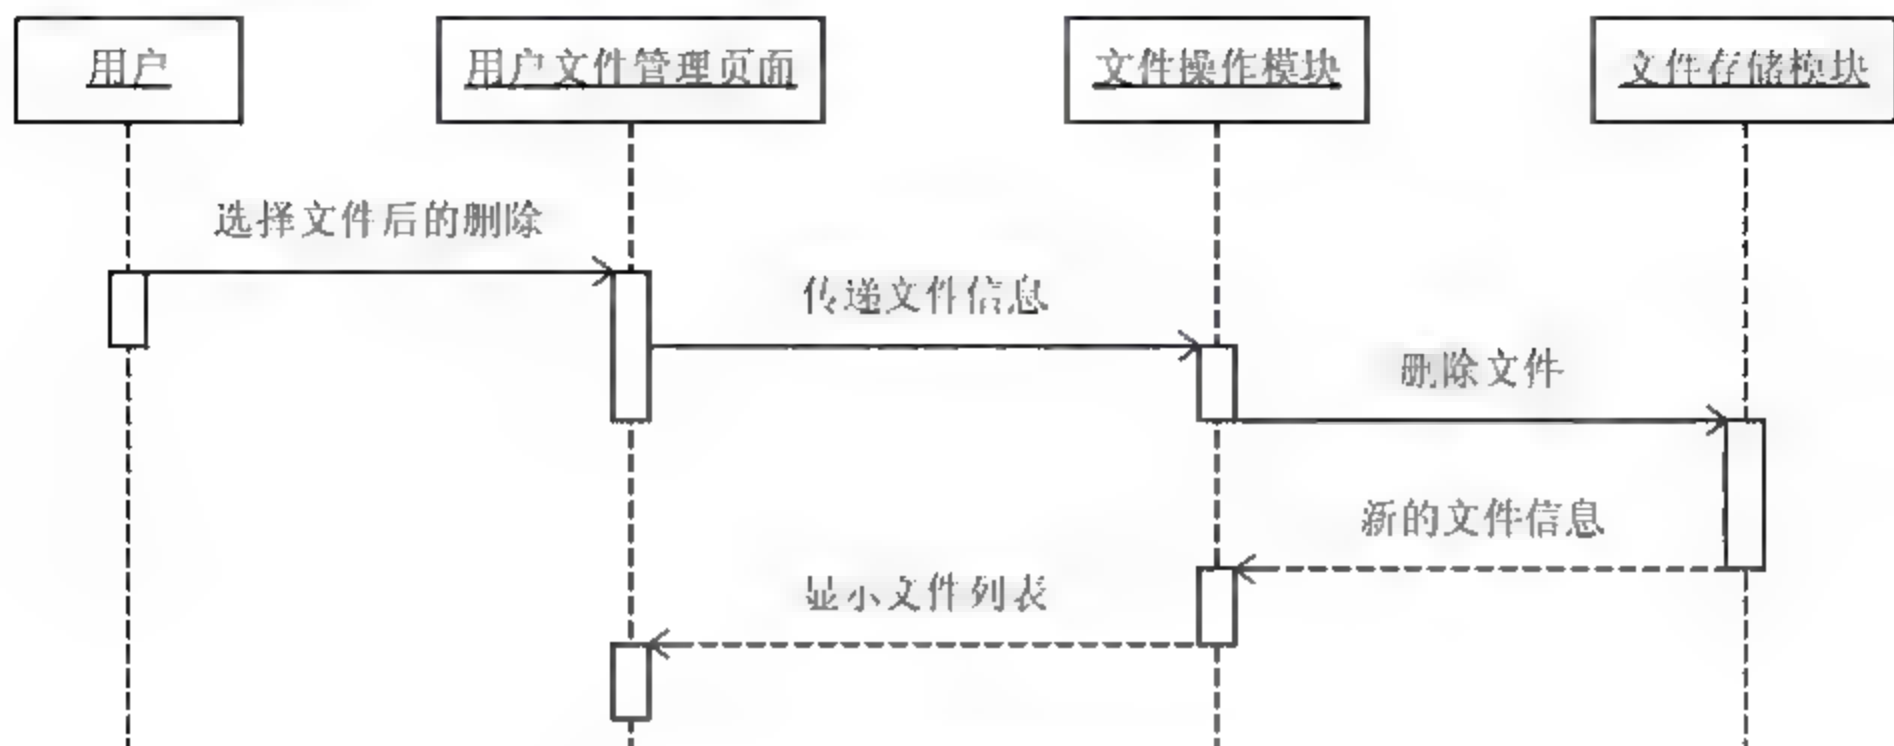 用户
用户文件管理页面
文件操作模块
文件存储模块
选择文件后的删除
传递文件信息
删除文件
新的文件信息
显示文件列表